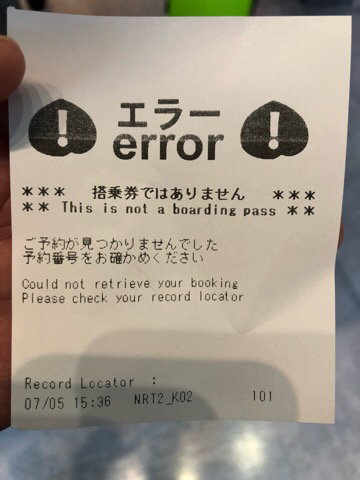 エラー
error
*** 搭乗券ではありません ***
** This is not a boarding pass **
ご予約が見つかりませんでした
予約番号をお確かめください
Could not retrieve your booking
Please check your record locator
Record Locator :
07/05 15:36 NRT2_K02 101